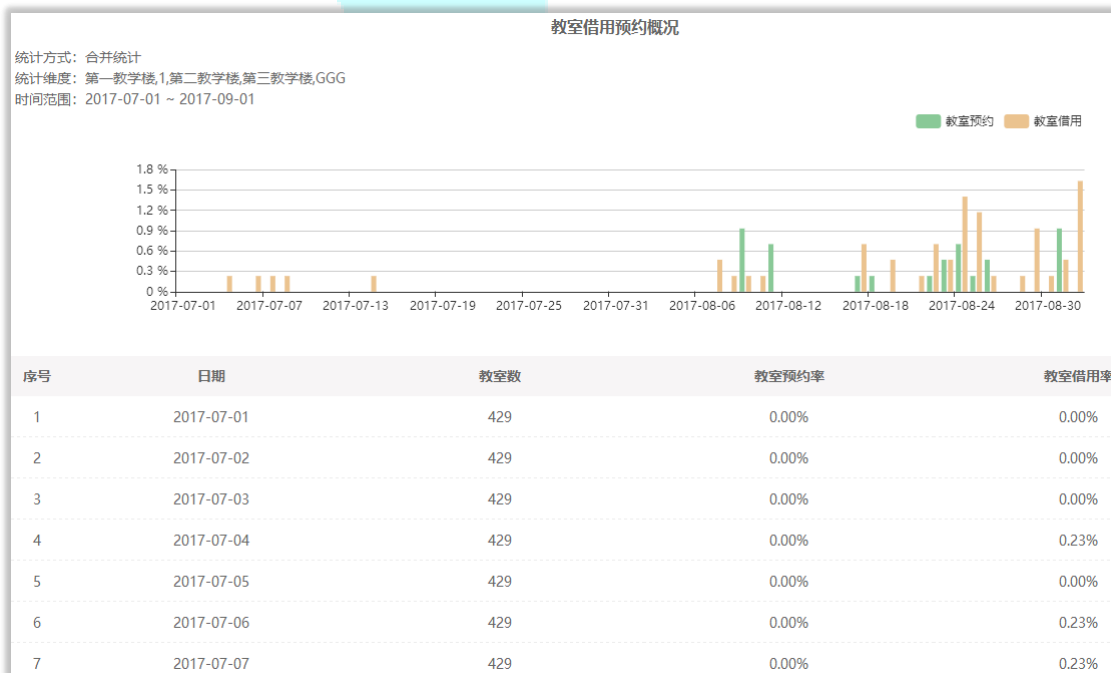 教室借用预约概况
统计方式：合并统计
统计维度：第一教学楼,1,第二教学楼,第三教学楼,GGG
时间范围：2017-07-01 ~ 2017-09-01
教室预约 教室借用
1.8 %
1.5 %
1.2 %
0.9 %
0.6 %
0.3 %
0 %
2017-07-01 2017-07-07 2017-07-13 2017-07-19 2017-07-25 2017-07-31 2017-08-06 2017-08-12 2017-08-18 2017-08-24 2017-08-30
序号 日期 教室数 教室预约率 教室借用率
1 2017-07-01 429 0.00% 0.00%
2 2017-07-02 429 0.00% 0.00%
3 2017-07-03 429 0.00% 0.00%
4 2017-07-04 429 0.00% 0.23%
5 2017-07-05 429 0.00% 0.00%
6 2017-07-06 429 0.00% 0.23%
7 2017-07-07 429 0.00% 0.23%